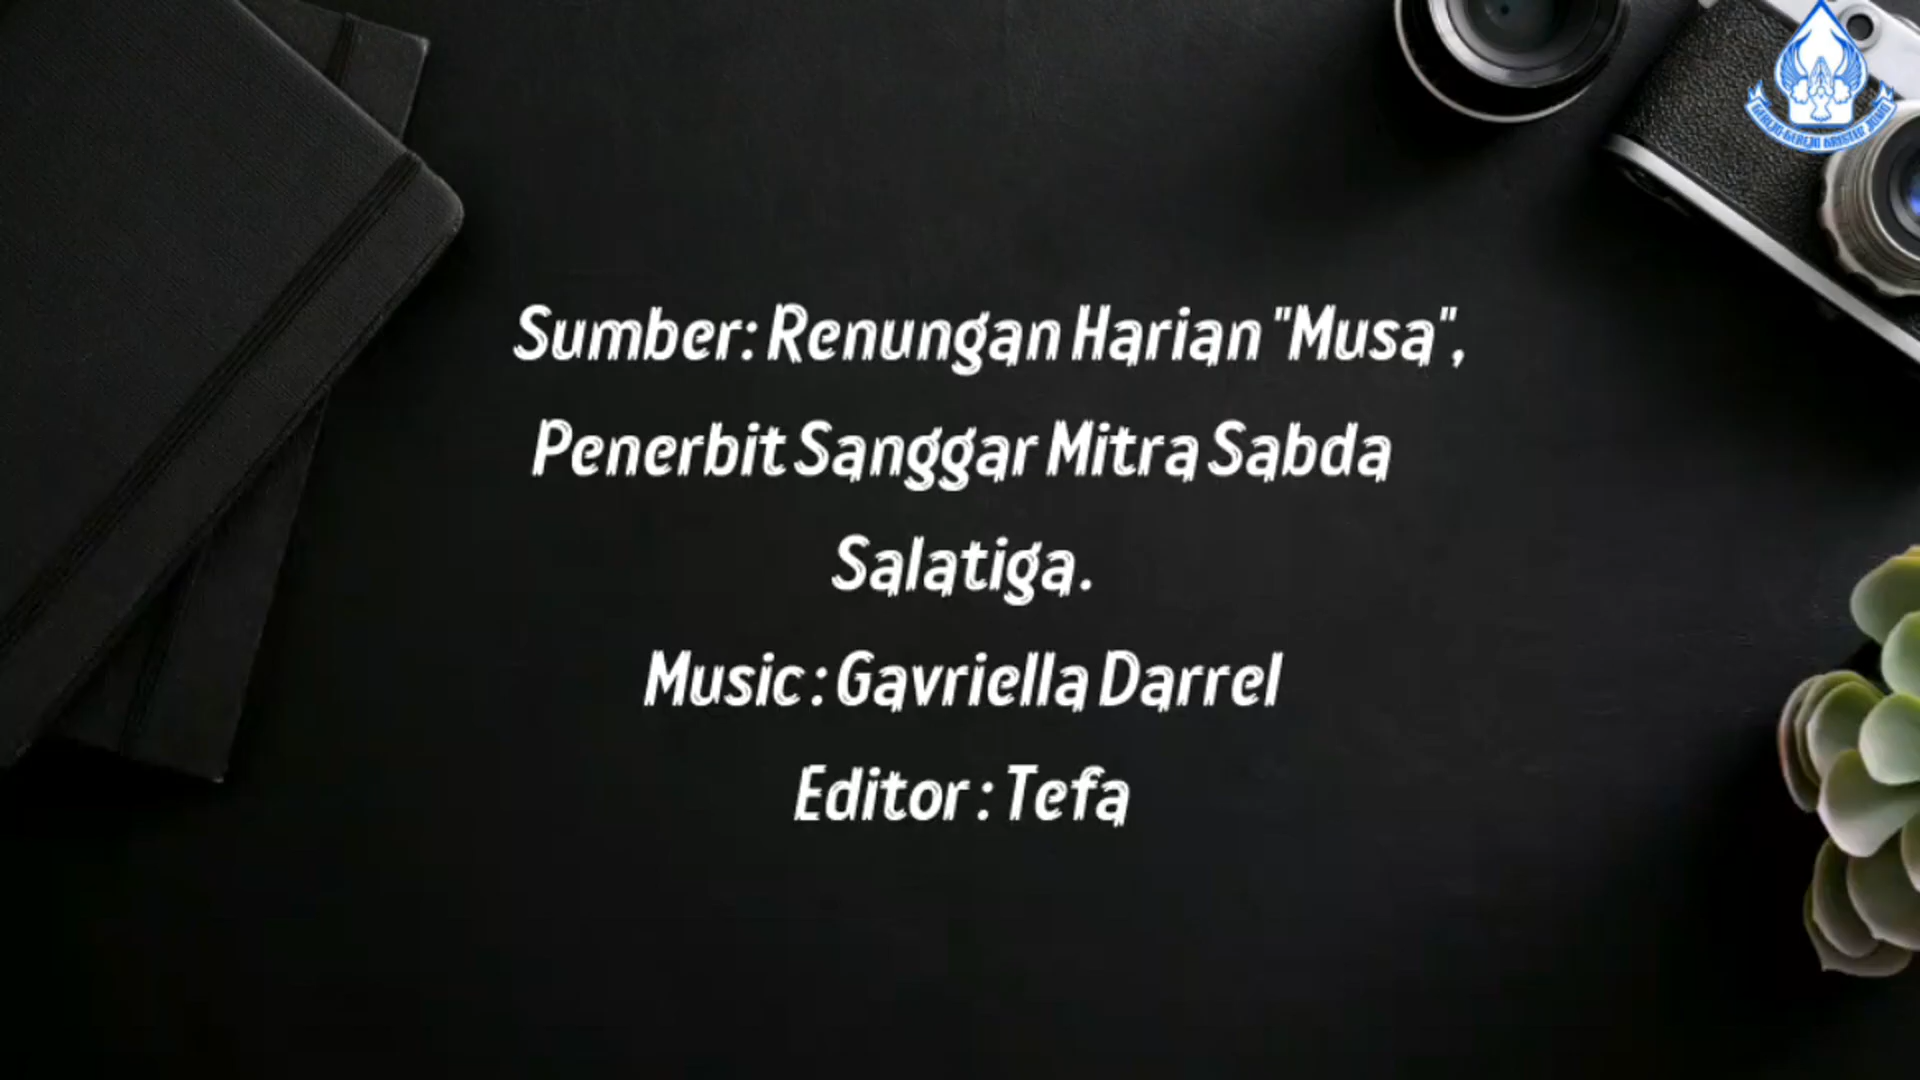 Sumber: Renungan Harian "Musa",
Penerbit Sanggar Mitra Sabda
Salatiga.
Music : Gavriella Darrel
Editor : Tefa